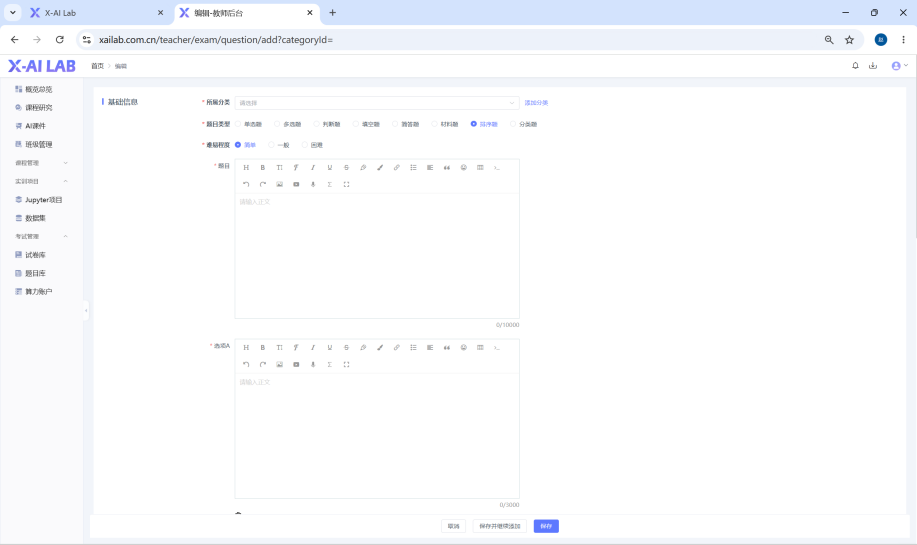 X-AI Lab
编辑-教师后台
xailab.com.cn/teacher/exam/question/add?categoryId=
X-AI LAB
首页 / 编辑
概览总览
课程研究
AI课件
班级管理
课程管理
实训项目
Jupyter项目
数据集
考试管理
试卷库
题目库
算力账户
基础信息
* 所属分类 请选择 添加分类
* 题目类型 单选题 多选题 判断题 填空题 简答题 材料题 排序题 分类题
* 难易程度 简单 一般 困难
* 题目
请输入正文
0/10000
* 选项A
请输入正文
0/3000
取消 保存并继续添加 保存